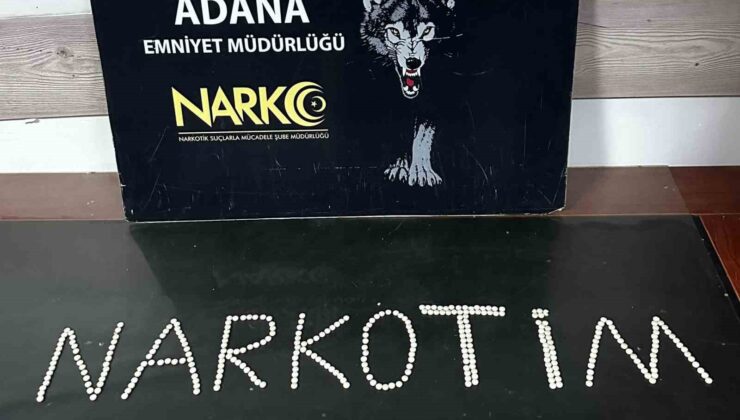 ADANA
EMNİYET MÜDÜRLÜĞÜ
NARKO
NARKOTİK SUÇLARLA MÜCADELE ŞUBE MÜDÜRLÜĞÜ
NARKOTİM